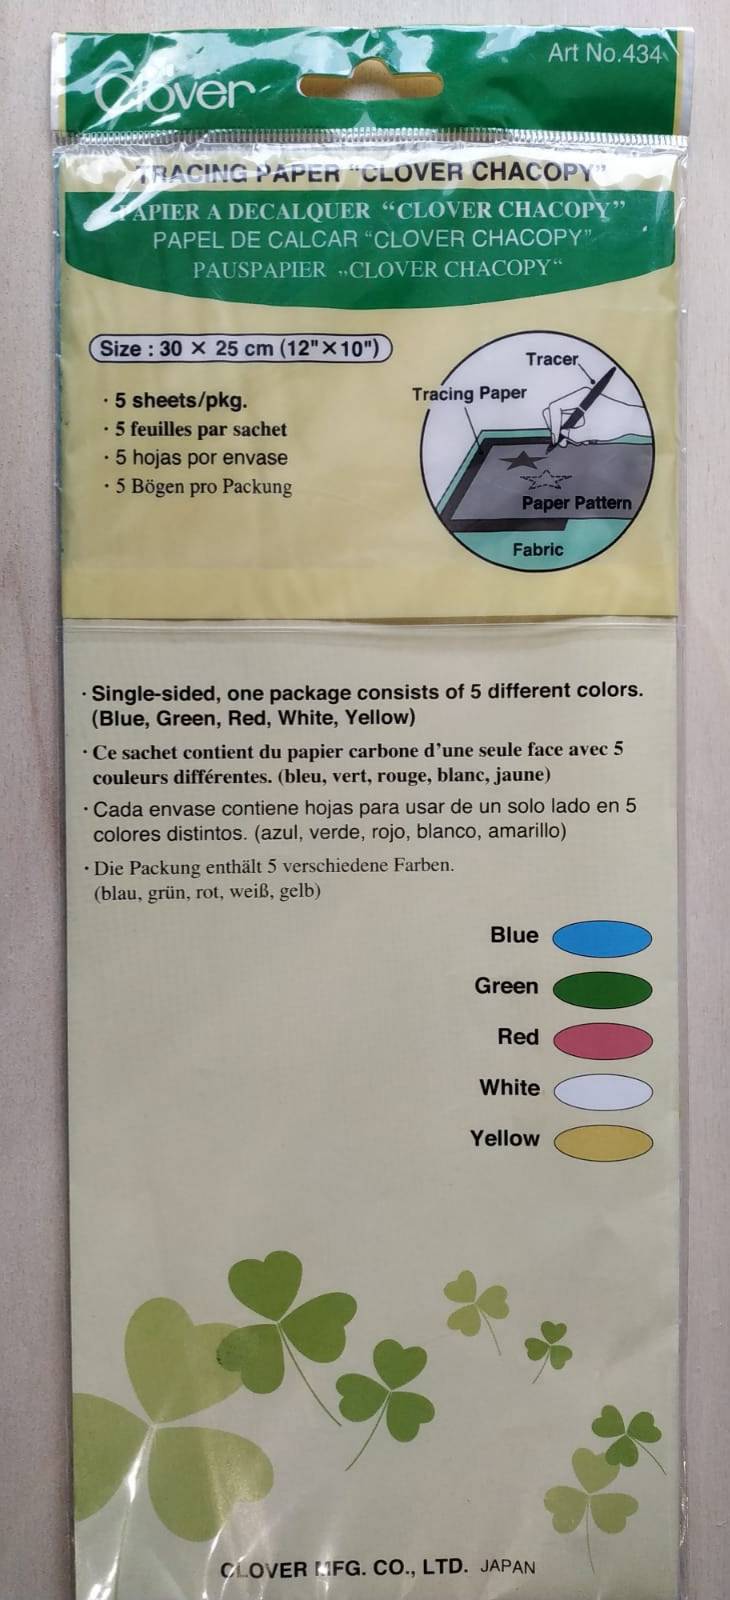 Clover
Art No.434
TRACING PAPER “CLOVER CHACOPY”
PAPIER A DECALQUER “CLOVER CHACOPY”
PAPEL DE CALCAR “CLOVER CHACOPY”
PAUSPAPIER „CLOVER CHACOPY“
Size : 30 × 25 cm (12"×10")
· 5 sheets/pkg.
· 5 feuilles par sachet
· 5 hojas por envase
· 5 Bögen pro Packung
Tracer
Tracing Paper
Paper Pattern
Fabric
· Single-sided, one package consists of 5 different colors.
(Blue, Green, Red, White, Yellow)
· Ce sachet contient du papier carbone d’une seule face avec 5
couleurs différentes. (bleu, vert, rouge, blanc, jaune)
· Cada envase contiene hojas para usar de un solo lado en 5
colores distintos. (azul, verde, rojo, blanco, amarillo)
· Die Packung enthält 5 verschiedene Farben.
(blau, grün, rot, weiß, gelb)
Blue
Green
Red
White
Yellow
CLOVER MFG. CO., LTD. JAPAN